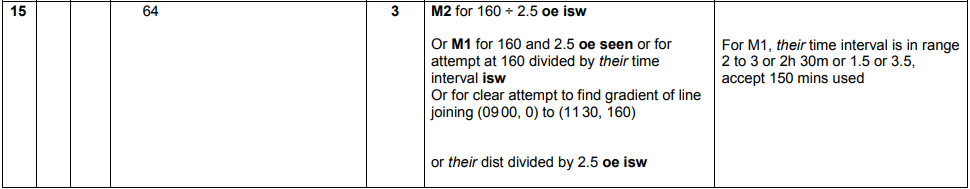 15
64
3
M2 for 160 ÷ 2.5 oe isw
Or M1 for 160 and 2.5 oe seen or for
attempt at 160 divided by their time
interval isw
Or for clear attempt to find gradient of line
joining (0900, 0) to (1130, 160)
or their dist divided by 2.5 oe isw
For M1, their time interval is in range
2 to 3 or 2h 30m or 1.5 or 3.5,
accept 150 mins used